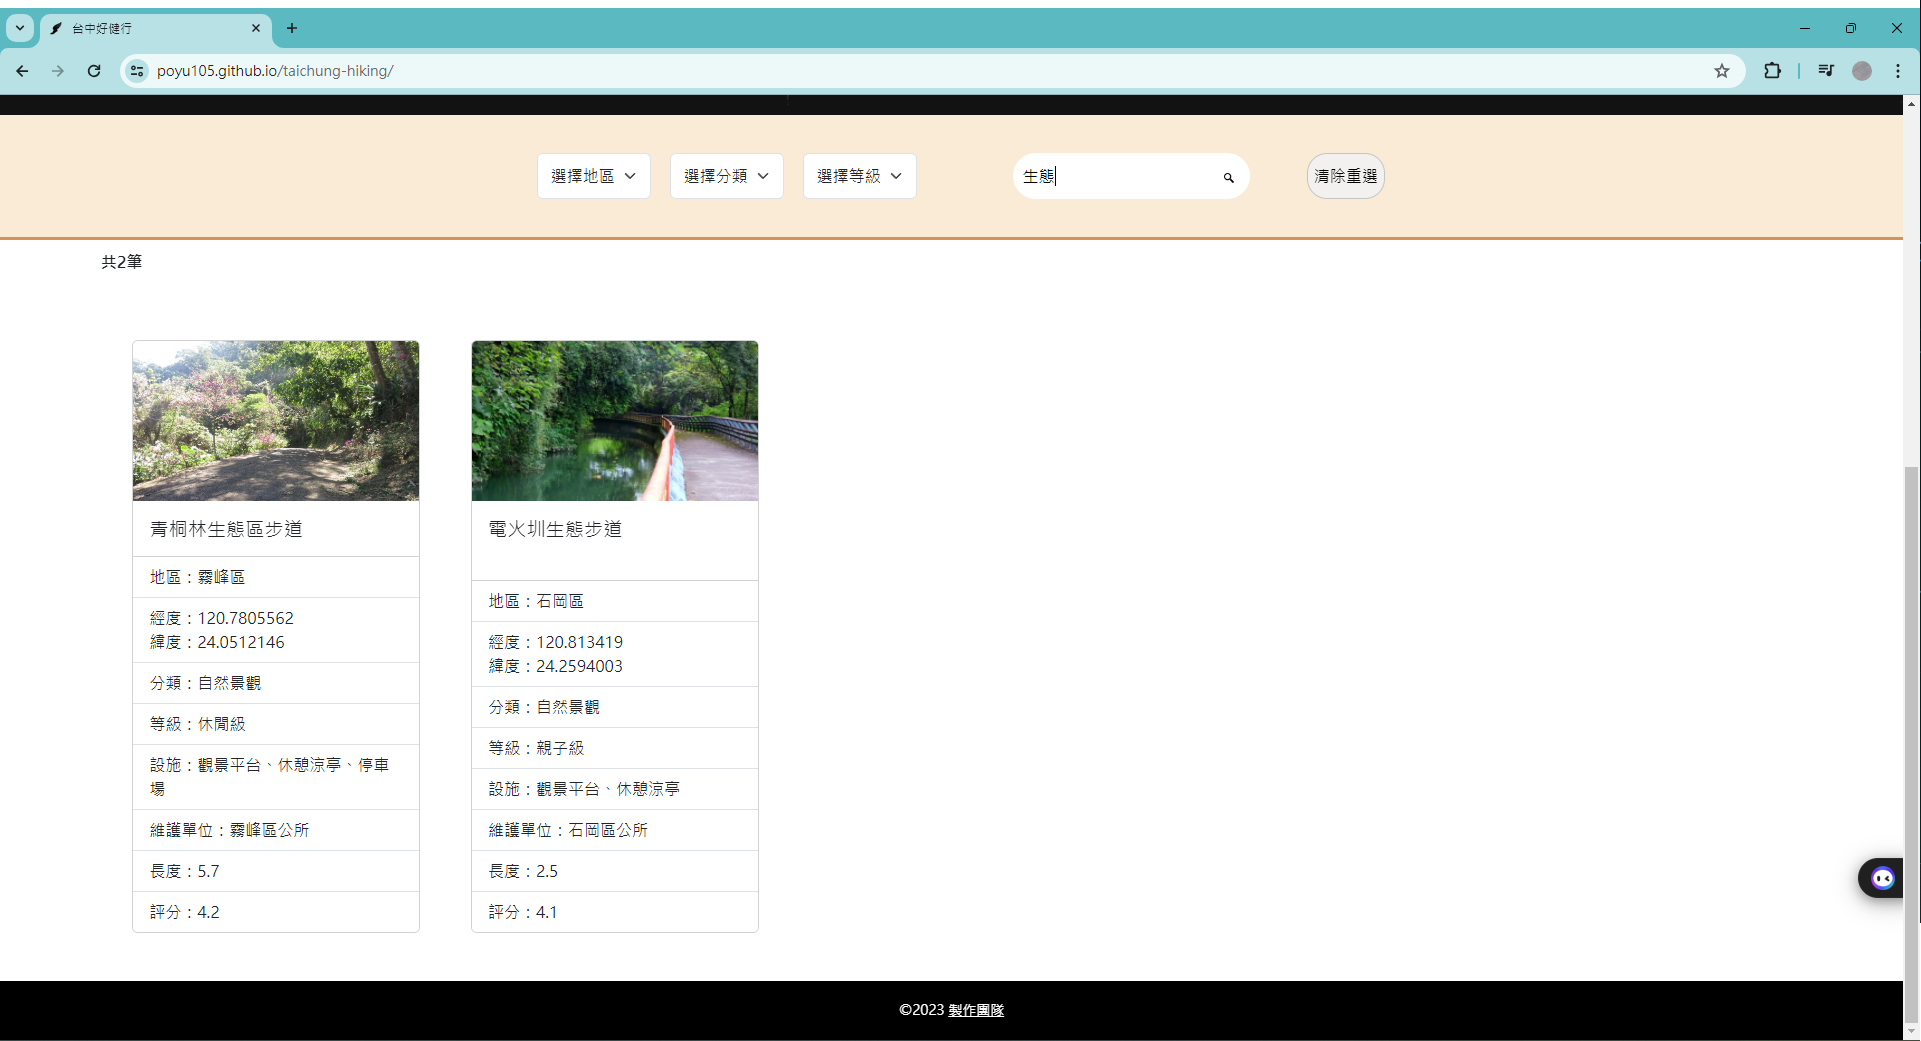 台中好健行
poyu105.github.io/taichung-hiking/
選擇地區
選擇分類
選擇等級
生態
清除重選
共2筆
青桐林生態區步道
地區：霧峰區
經度：120.7805562
緯度：24.0512146
分類：自然景觀
等級：休閒級
設施：觀景平台、休憩涼亭、停車
場
維護單位：霧峰區公所
長度：5.7
評分：4.2
電火圳生態步道
地區：石岡區
經度：120.813419
緯度：24.2594003
分類：自然景觀
等級：親子級
設施：觀景平台、休憩涼亭
維護單位：石岡區公所
長度：2.5
評分：4.1
©2023 製作團隊